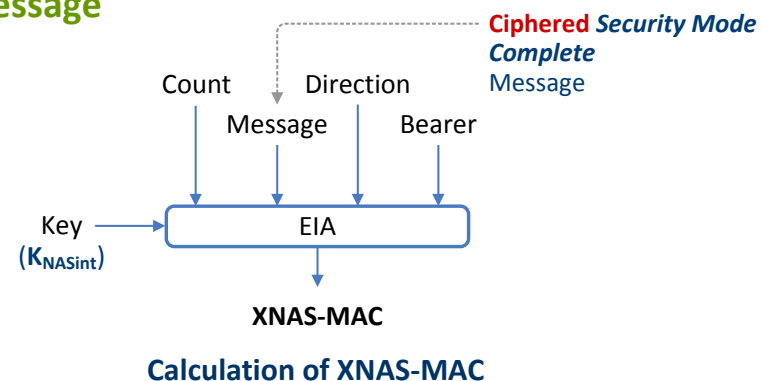 essage
Ciphered Security Mode
Complete
Message
Count Direction
Message Bearer
Key
(KNASint)
EIA
XNAS-MAC
Calculation of XNAS-MAC